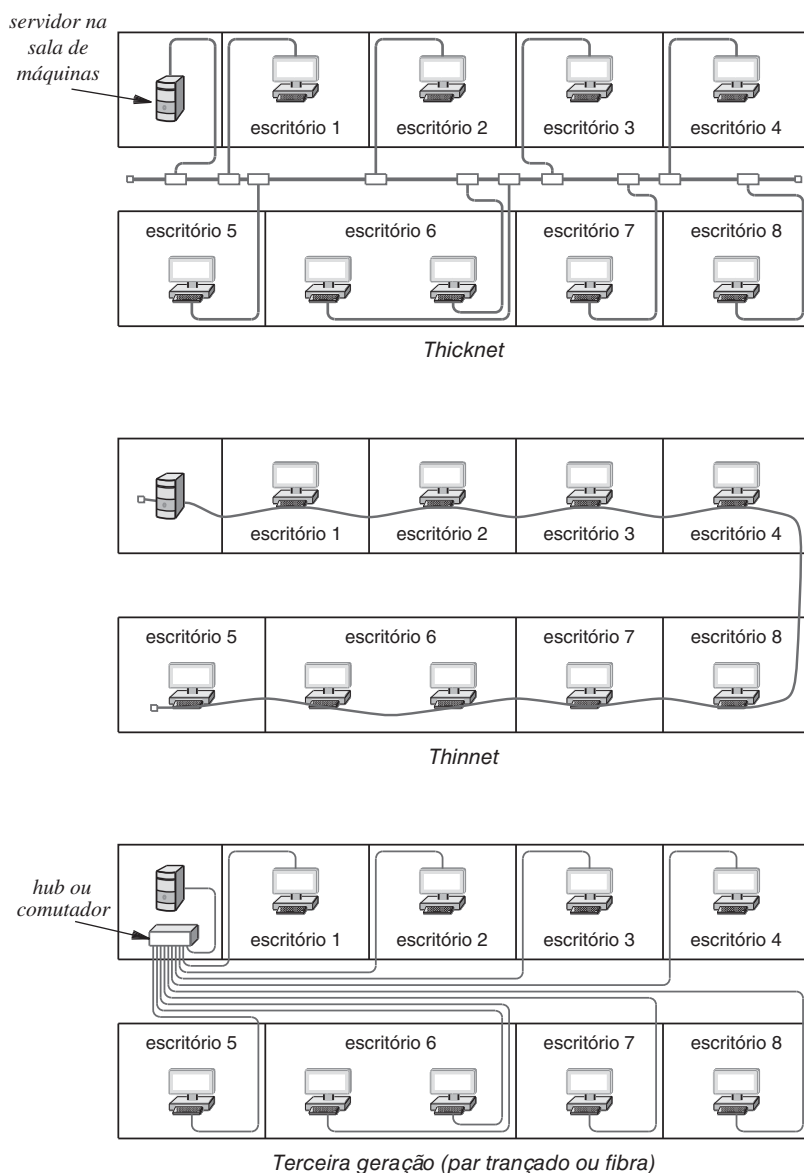 servidor na
sala de
máquinas
escritório 1 escritório 2 escritório 3 escritório 4
escritório 5 escritório 6 escritório 7 escritório 8
Thicknet
escritório 1 escritório 2 escritório 3 escritório 4
escritório 5 escritório 6 escritório 7 escritório 8
Thinnet
hub ou
comutador
escritório 1 escritório 2 escritório 3 escritório 4
escritório 5 escritório 6 escritório 7 escritório 8
Terceira geração (par trançado ou fibra)